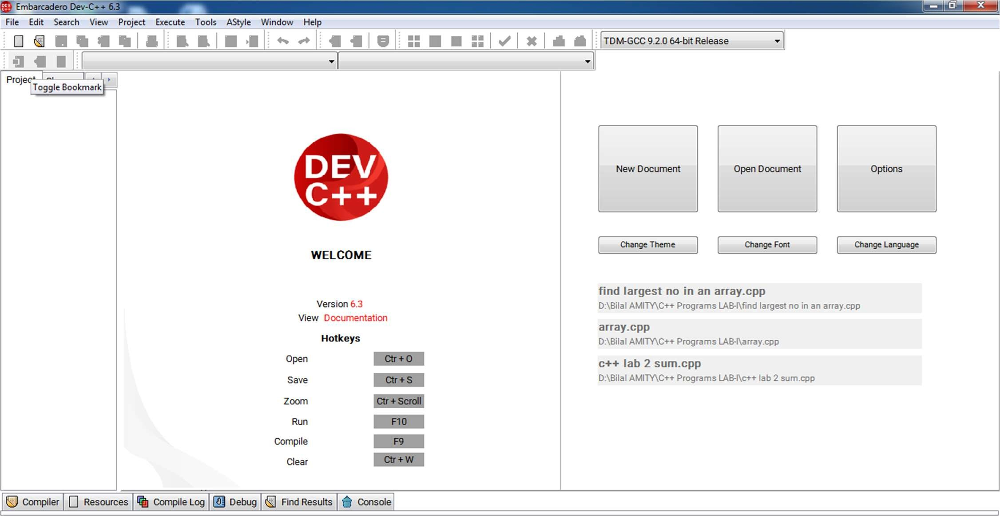 Embarcadero Dev-C++ 6.3
File Edit Search View Project Execute Tools AStyle Window Help
TDM-GCC 9.2.0 64-bit Release
Project
Toggle Bookmark
DEV
C++
WELCOME
Version 6.3
View Documentation
Hotkeys
Open Ctr + O
Save Ctr + S
Zoom Ctr + Scroll
Run F10
Compile F9
Clear Ctr + W
New Document Open Document Options
Change Theme Change Font Change Language
find largest no in an array.cpp
D:\Bilal AMITY\C++ Programs LAB-I\find largest no in an array.cpp
array.cpp
D:\Bilal AMITY\C++ Programs LAB-I\array.cpp
c++ lab 2 sum.cpp
D:\Bilal AMITY\C++ Programs LAB-I\c++ lab 2 sum.cpp
Compiler Resources Compile Log Debug Find Results Console